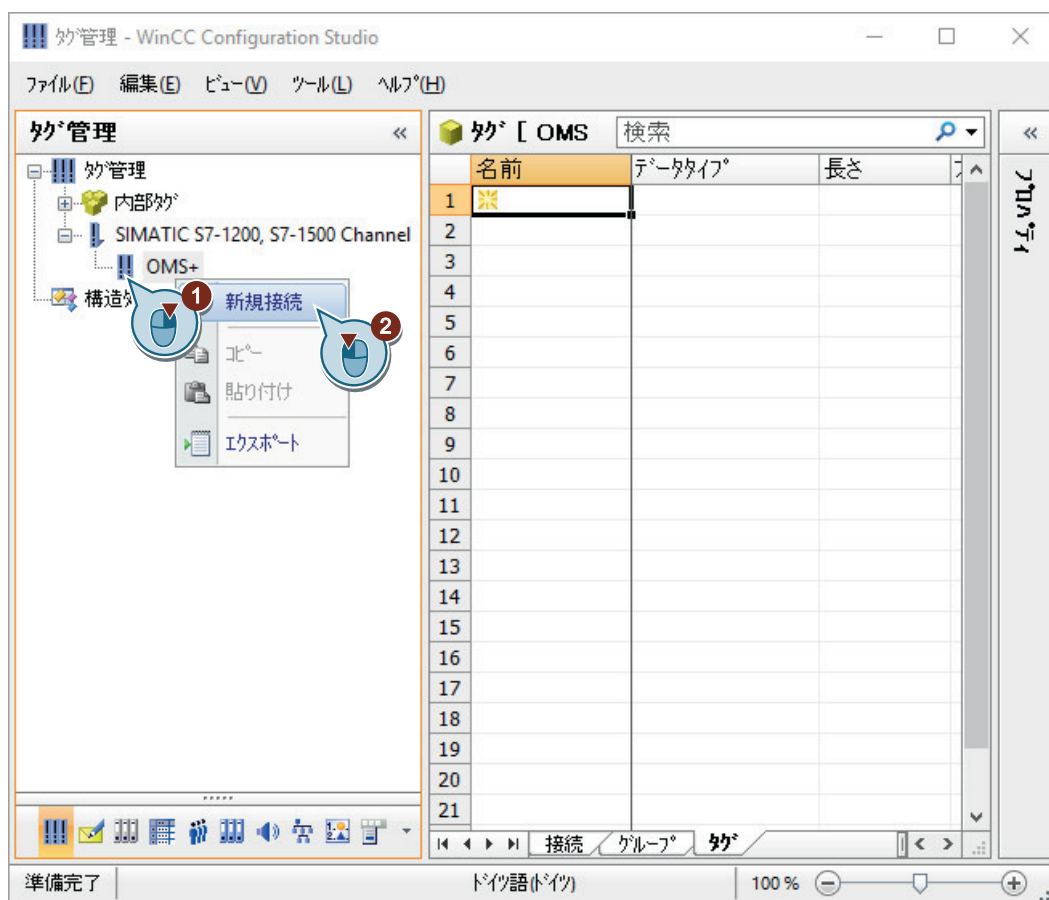 ﾀｸﾞ管理 - WinCC Configuration Studio
ファイル(F) 編集(E) ﾋﾞｭｰ(V) ツール(L) ﾍﾙﾌﾟ(H)
ﾀｸﾞ管理 «
ﾀｸﾞ管理
内部ﾀｸﾞ
SIMATIC S7-1200, S7-1500 Channel
OMS+
構造
1
新規接続
2
ｺﾋﾟｰ
貼り付け
ｴｸｽﾎﾟｰﾄ
ﾀｸﾞ [ OMS 検索 «
名前 ﾃﾞｰﾀﾀｲﾌﾟ 長さ
1
2
3
4
5
6
7
8
9
10
11
12
13
14
15
16
17
18
19
20
21
接続 ｸﾞﾙｰﾌﾟ ﾀｸﾞ
ﾌﾟﾛﾊﾟﾃｨ
準備完了 ﾄﾞｲﾂ語(ﾄﾞｲﾂ) 100 %